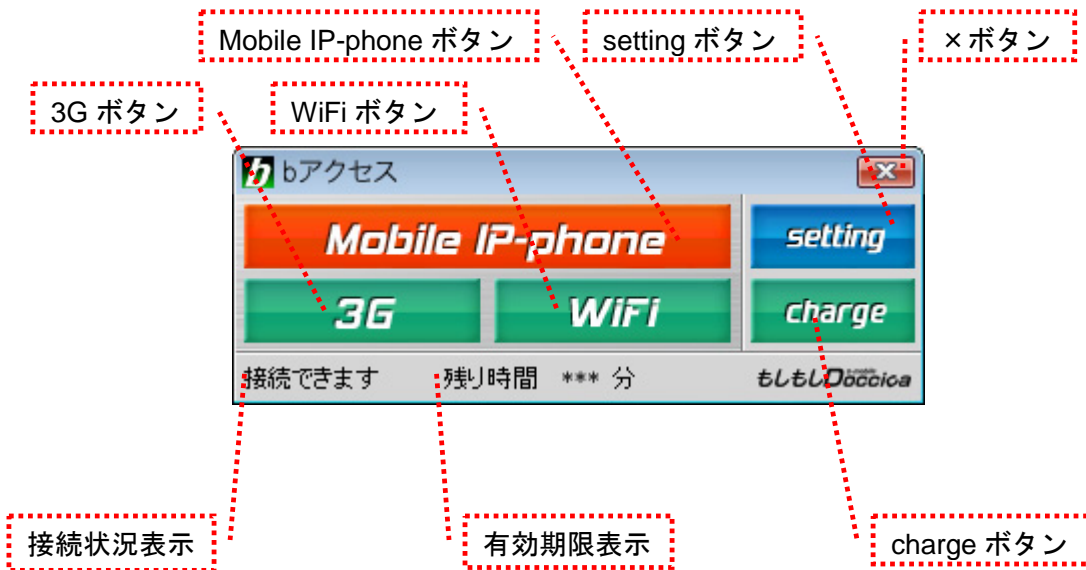 Mobile IP-phone ボタン
setting ボタン
×ボタン
3G ボタン
WiFi ボタン
b bアクセス
Mobile IP-phone
setting
3G
WiFi
charge
接続できます 残り時間 *** 分 もしもしDoccica
接続状況表示
有効期限表示
charge ボタン